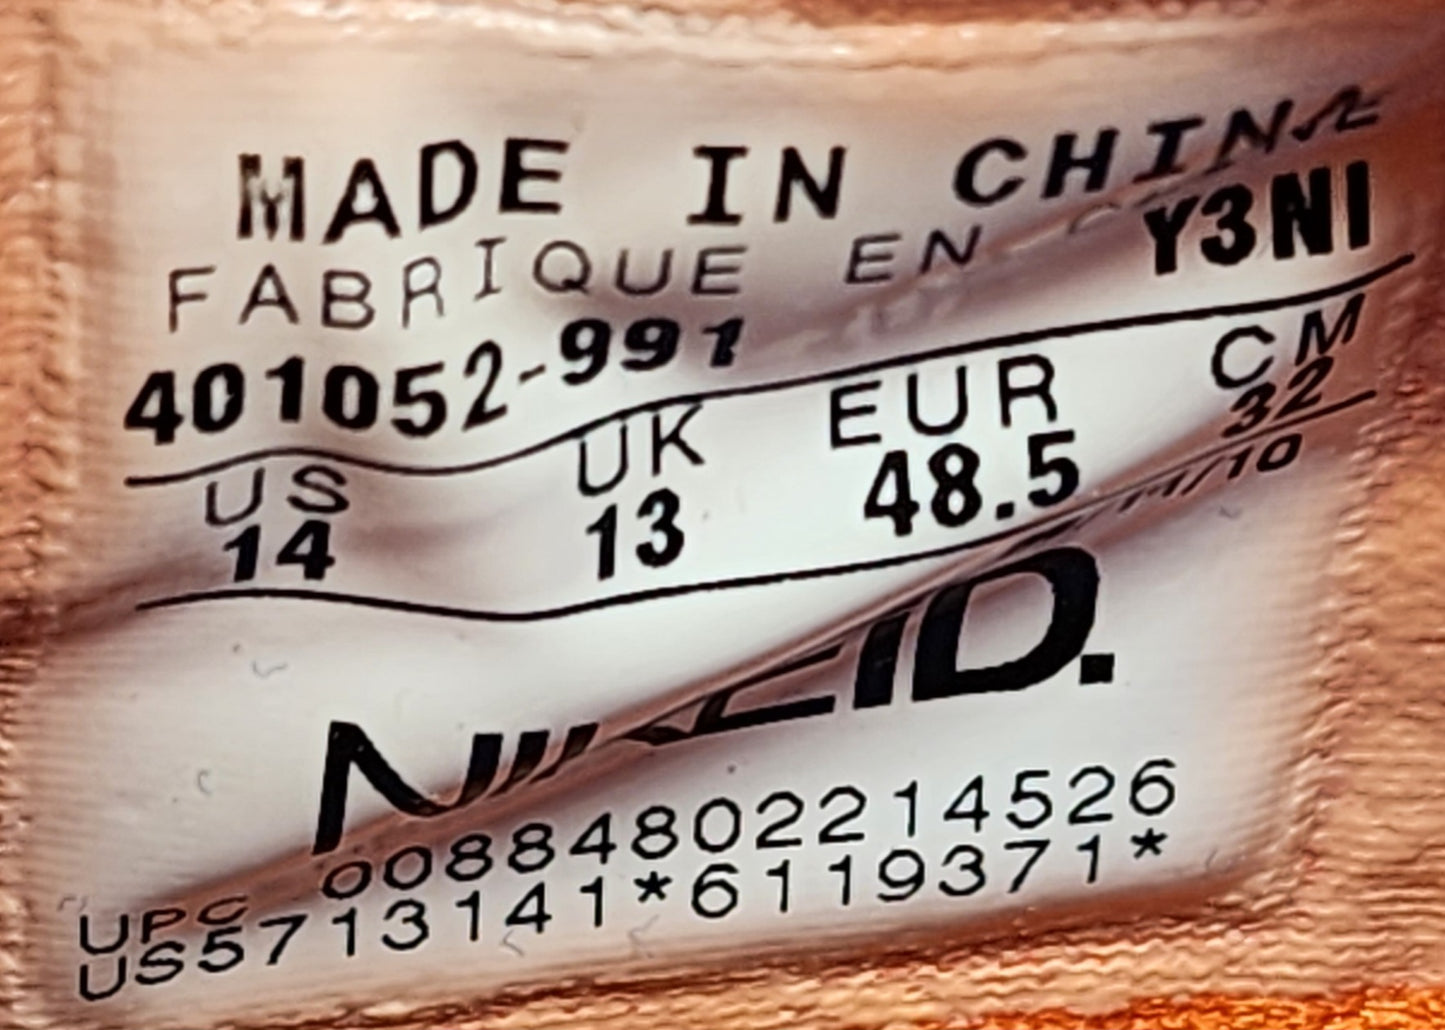 MADE IN CHINA
FABRIQUE EN
Y3NI
401052-991
US UK EUR CM
14 13 48.5 32
NIKEID.
UPC 00884802214526
US5713141*6119371*